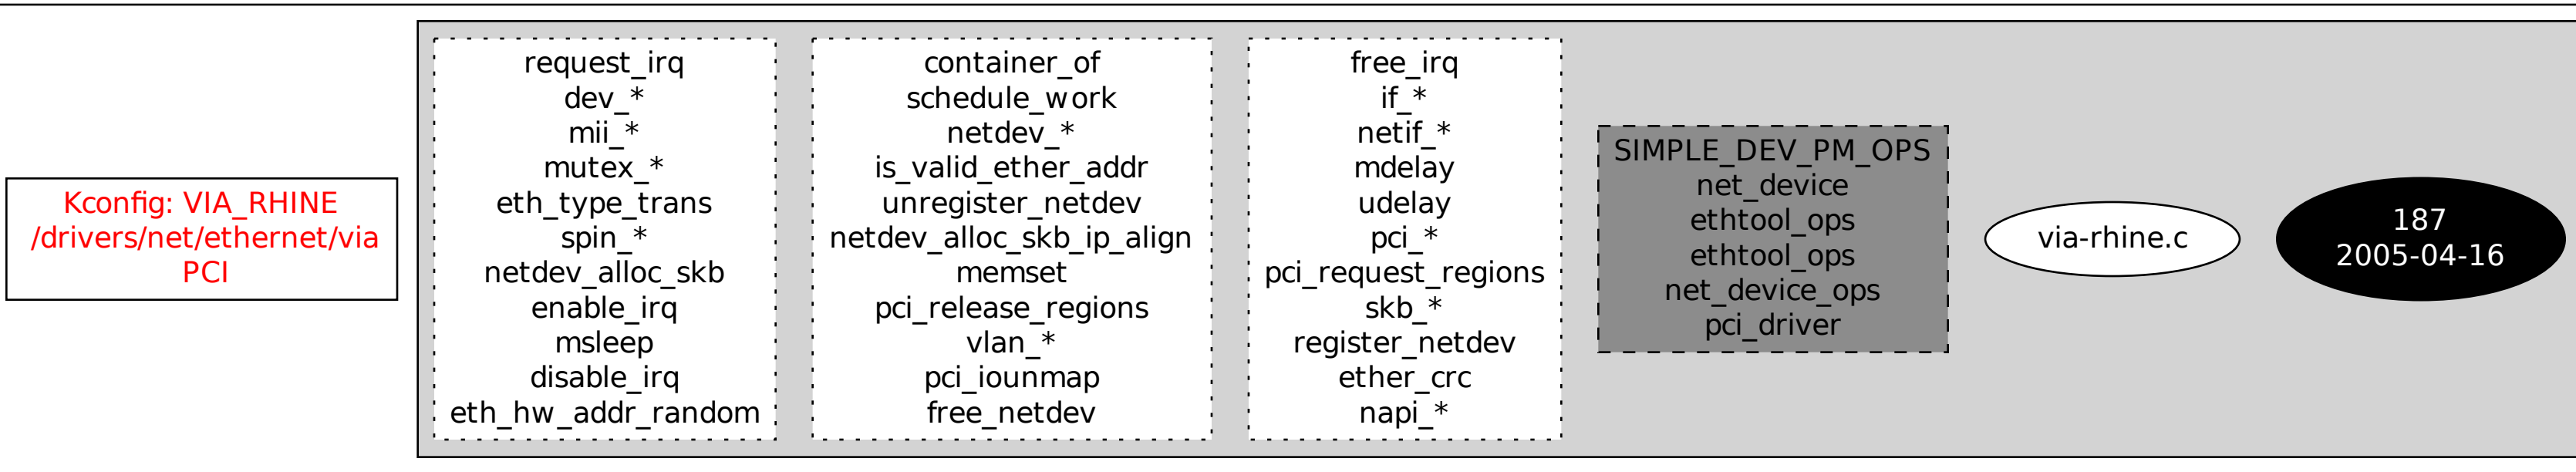 Kconfig: VIA_RHINE
/drivers/net/ethernet/via
PCI
request_irq
dev_*
mii_*
mutex_*
eth_type_trans
spin_*
netdev_alloc_skb
enable_irq
msleep
disable_irq
eth_hw_addr_random
container_of
schedule_work
netdev_*
is_valid_ether_addr
unregister_netdev
netdev_alloc_skb_ip_align
memset
pci_release_regions
vlan_*
pci_iounmap
free_netdev
free_irq
if_*
netif_*
mdelay
udelay
pci_*
pci_request_regions
skb_*
register_netdev
ether_crc
napi_*
SIMPLE_DEV_PM_OPS
net_device
ethtool_ops
ethtool_ops
net_device_ops
pci_driver
via-rhine.c
187
2005-04-16